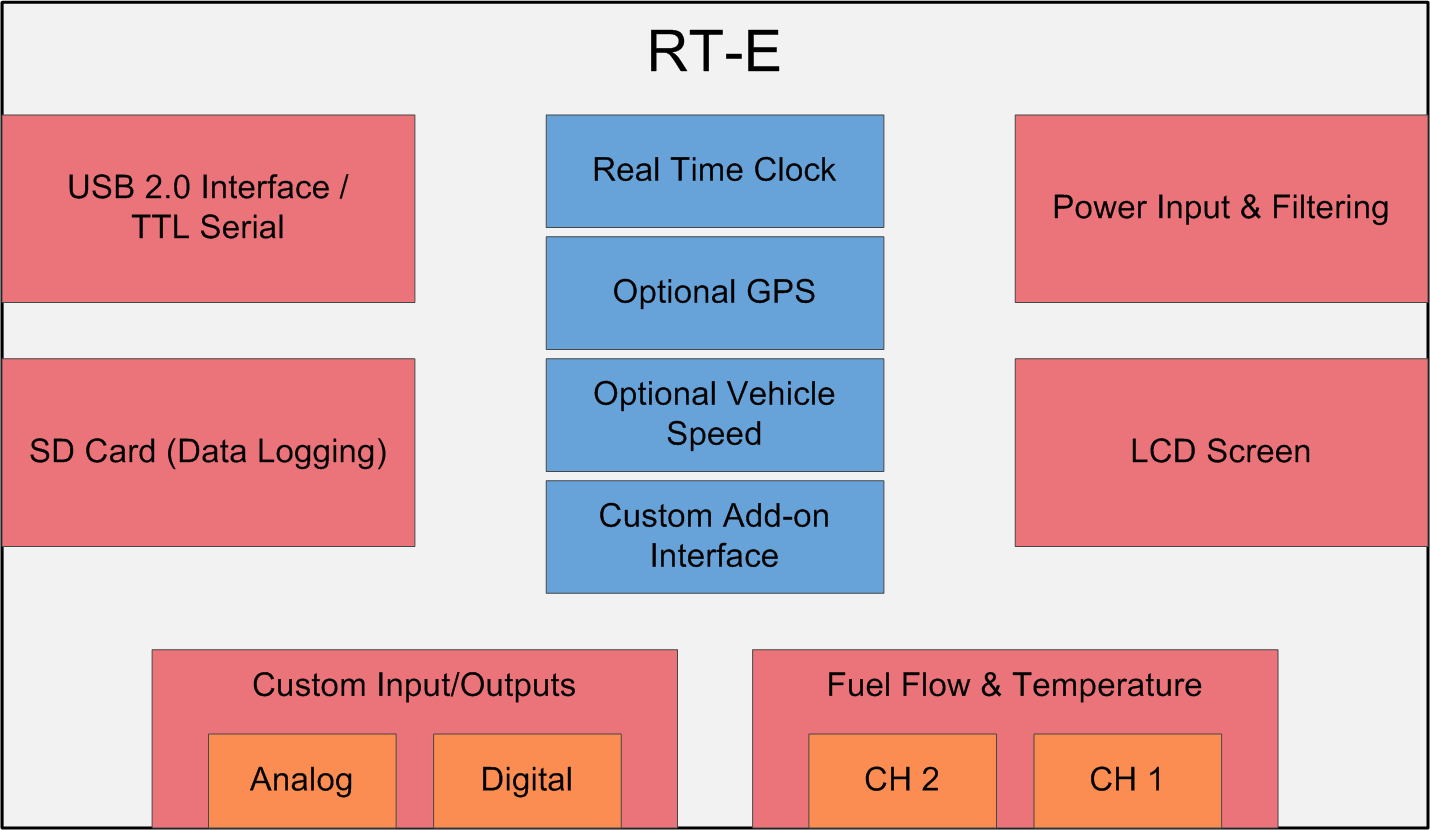 RT-E
USB 2.0 Interface /
TTL Serial
Real Time Clock
Power Input & Filtering
Optional GPS
SD Card (Data Logging)
Optional Vehicle
Speed
LCD Screen
Custom Add-on
Interface
Custom Input/Outputs
Analog
Digital
Fuel Flow & Temperature
CH 2
CH 1